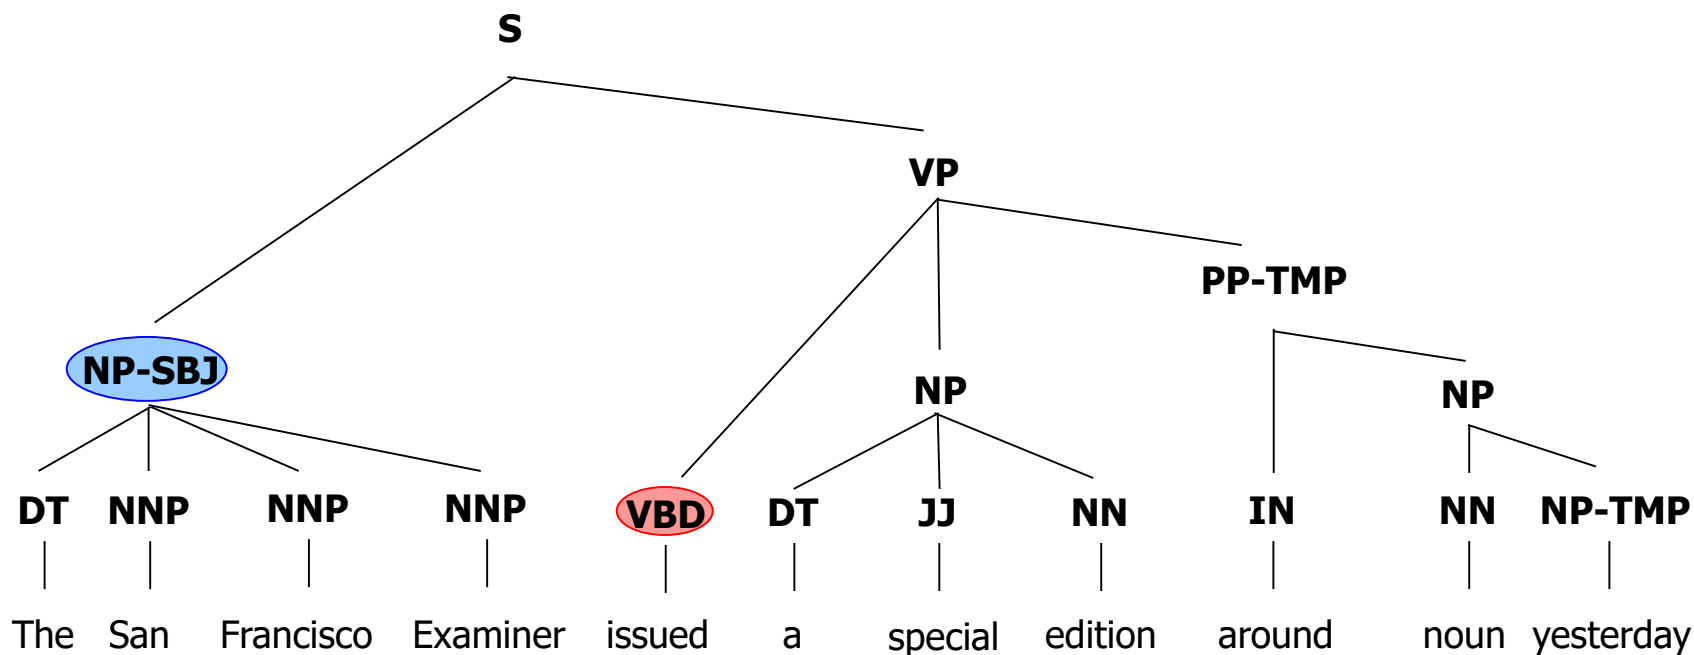 S
VP
PP-TMP
NP-SBJ
NP
NP
DT NNP NNP NNP VBD DT JJ NN IN NN NP-TMP
The San Francisco Examiner issued a special edition around noun yesterday